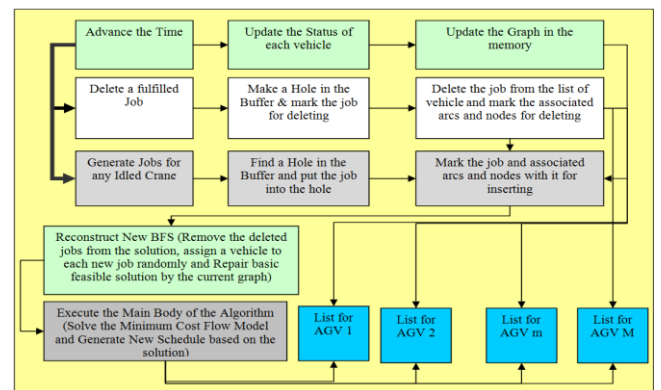 Advance the Time
Update the Status of
each vehicle
Update the Graph in the
memory
Delete a fulfilled
Job
Make a Hole in the
Buffer & mark the job
for deleting
Delete the job from the list of
vehicle and mark the associated
arcs and nodes for deleting
Generate Jobs for
any Idled Crane
Find a Hole in the
Buffer and put the job
into the hole
Mark the job and associated
arcs and nodes with it for
inserting
Reconstruct New BFS (Remove the deleted
jobs from the solution, assign a vehicle to
each new job randomly and Repair basic
feasible solution by the current graph)
Execute the Main Body of the Algorithm
(Solve the Minimum Cost Flow Model
and Generate New Schedule based on the
solution)
List for
AGV 1
List for
AGV 2
List for
AGV m
List for
AGV M